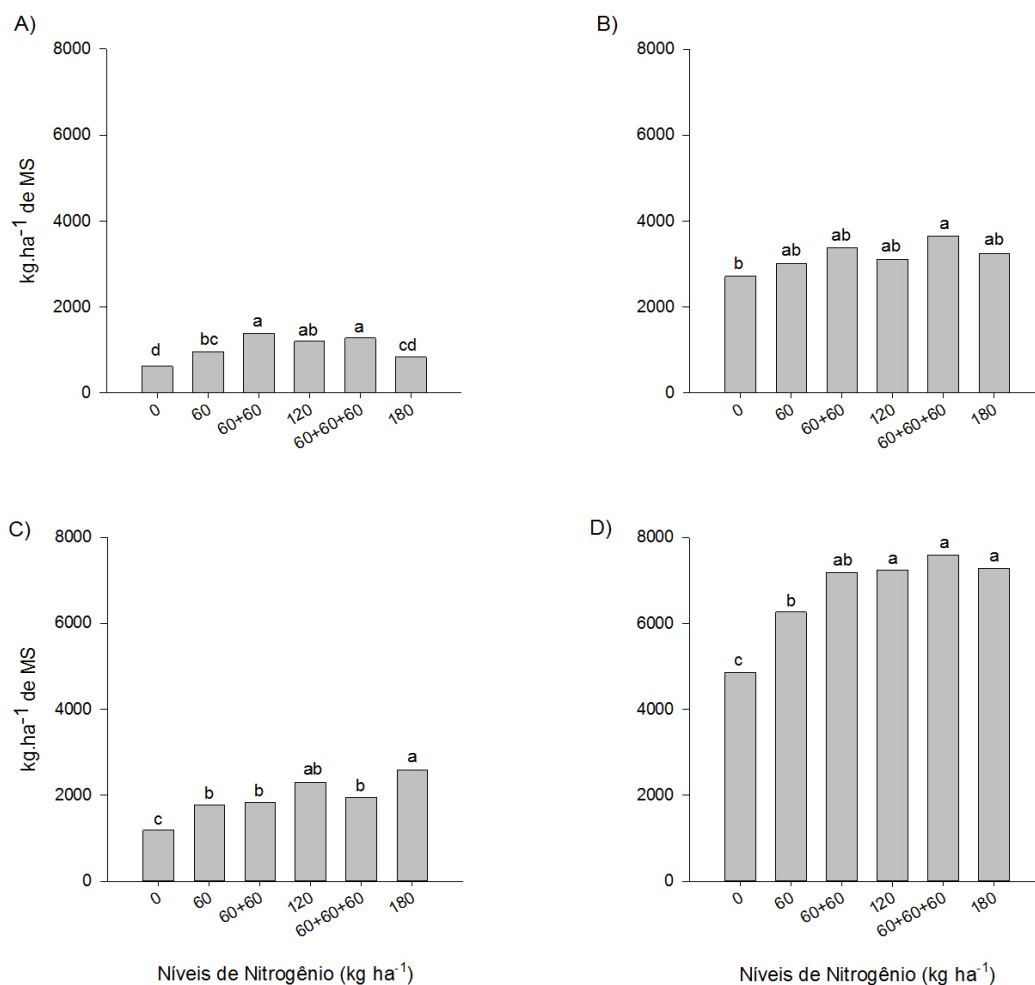 A)
8000
6000
4000
2000
0
kg.ha⁻¹ de MS
d bc a ab a cd
0 60 60+60 120 60+60+60 180
B)
8000
6000
4000
2000
0
b ab ab ab a ab
0 60 60+60 120 60+60+60 180
C)
8000
6000
4000
2000
0
kg.ha⁻¹ de MS
c b b ab b a
0 60 60+60 120 60+60+60 180
Níveis de Nitrogênio (kg ha⁻¹)
D)
8000
6000
4000
2000
0
c b ab a a a
0 60 60+60 120 60+60+60 180
Níveis de Nitrogênio (kg ha⁻¹)